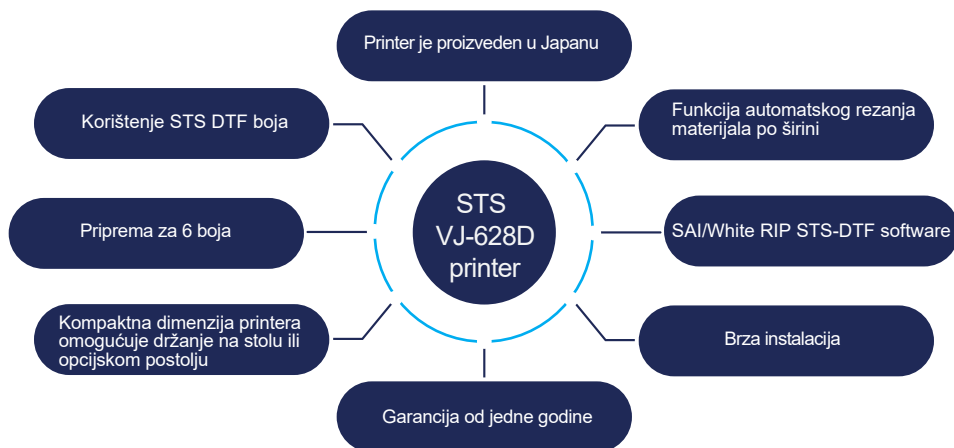 Printer je proizveden u Japanu
Korištenje STS DTF boja
Funkcija automatskog rezanja
materijala po širini
Priprema za 6 boja
STS
VJ-628D
printer
SAI/White RIP STS-DTF software
Kompaktna dimenzija printera
omogućuje držanje na stolu ili
opcijskom postolju
Brza instalacija
Garancija od jedne godine